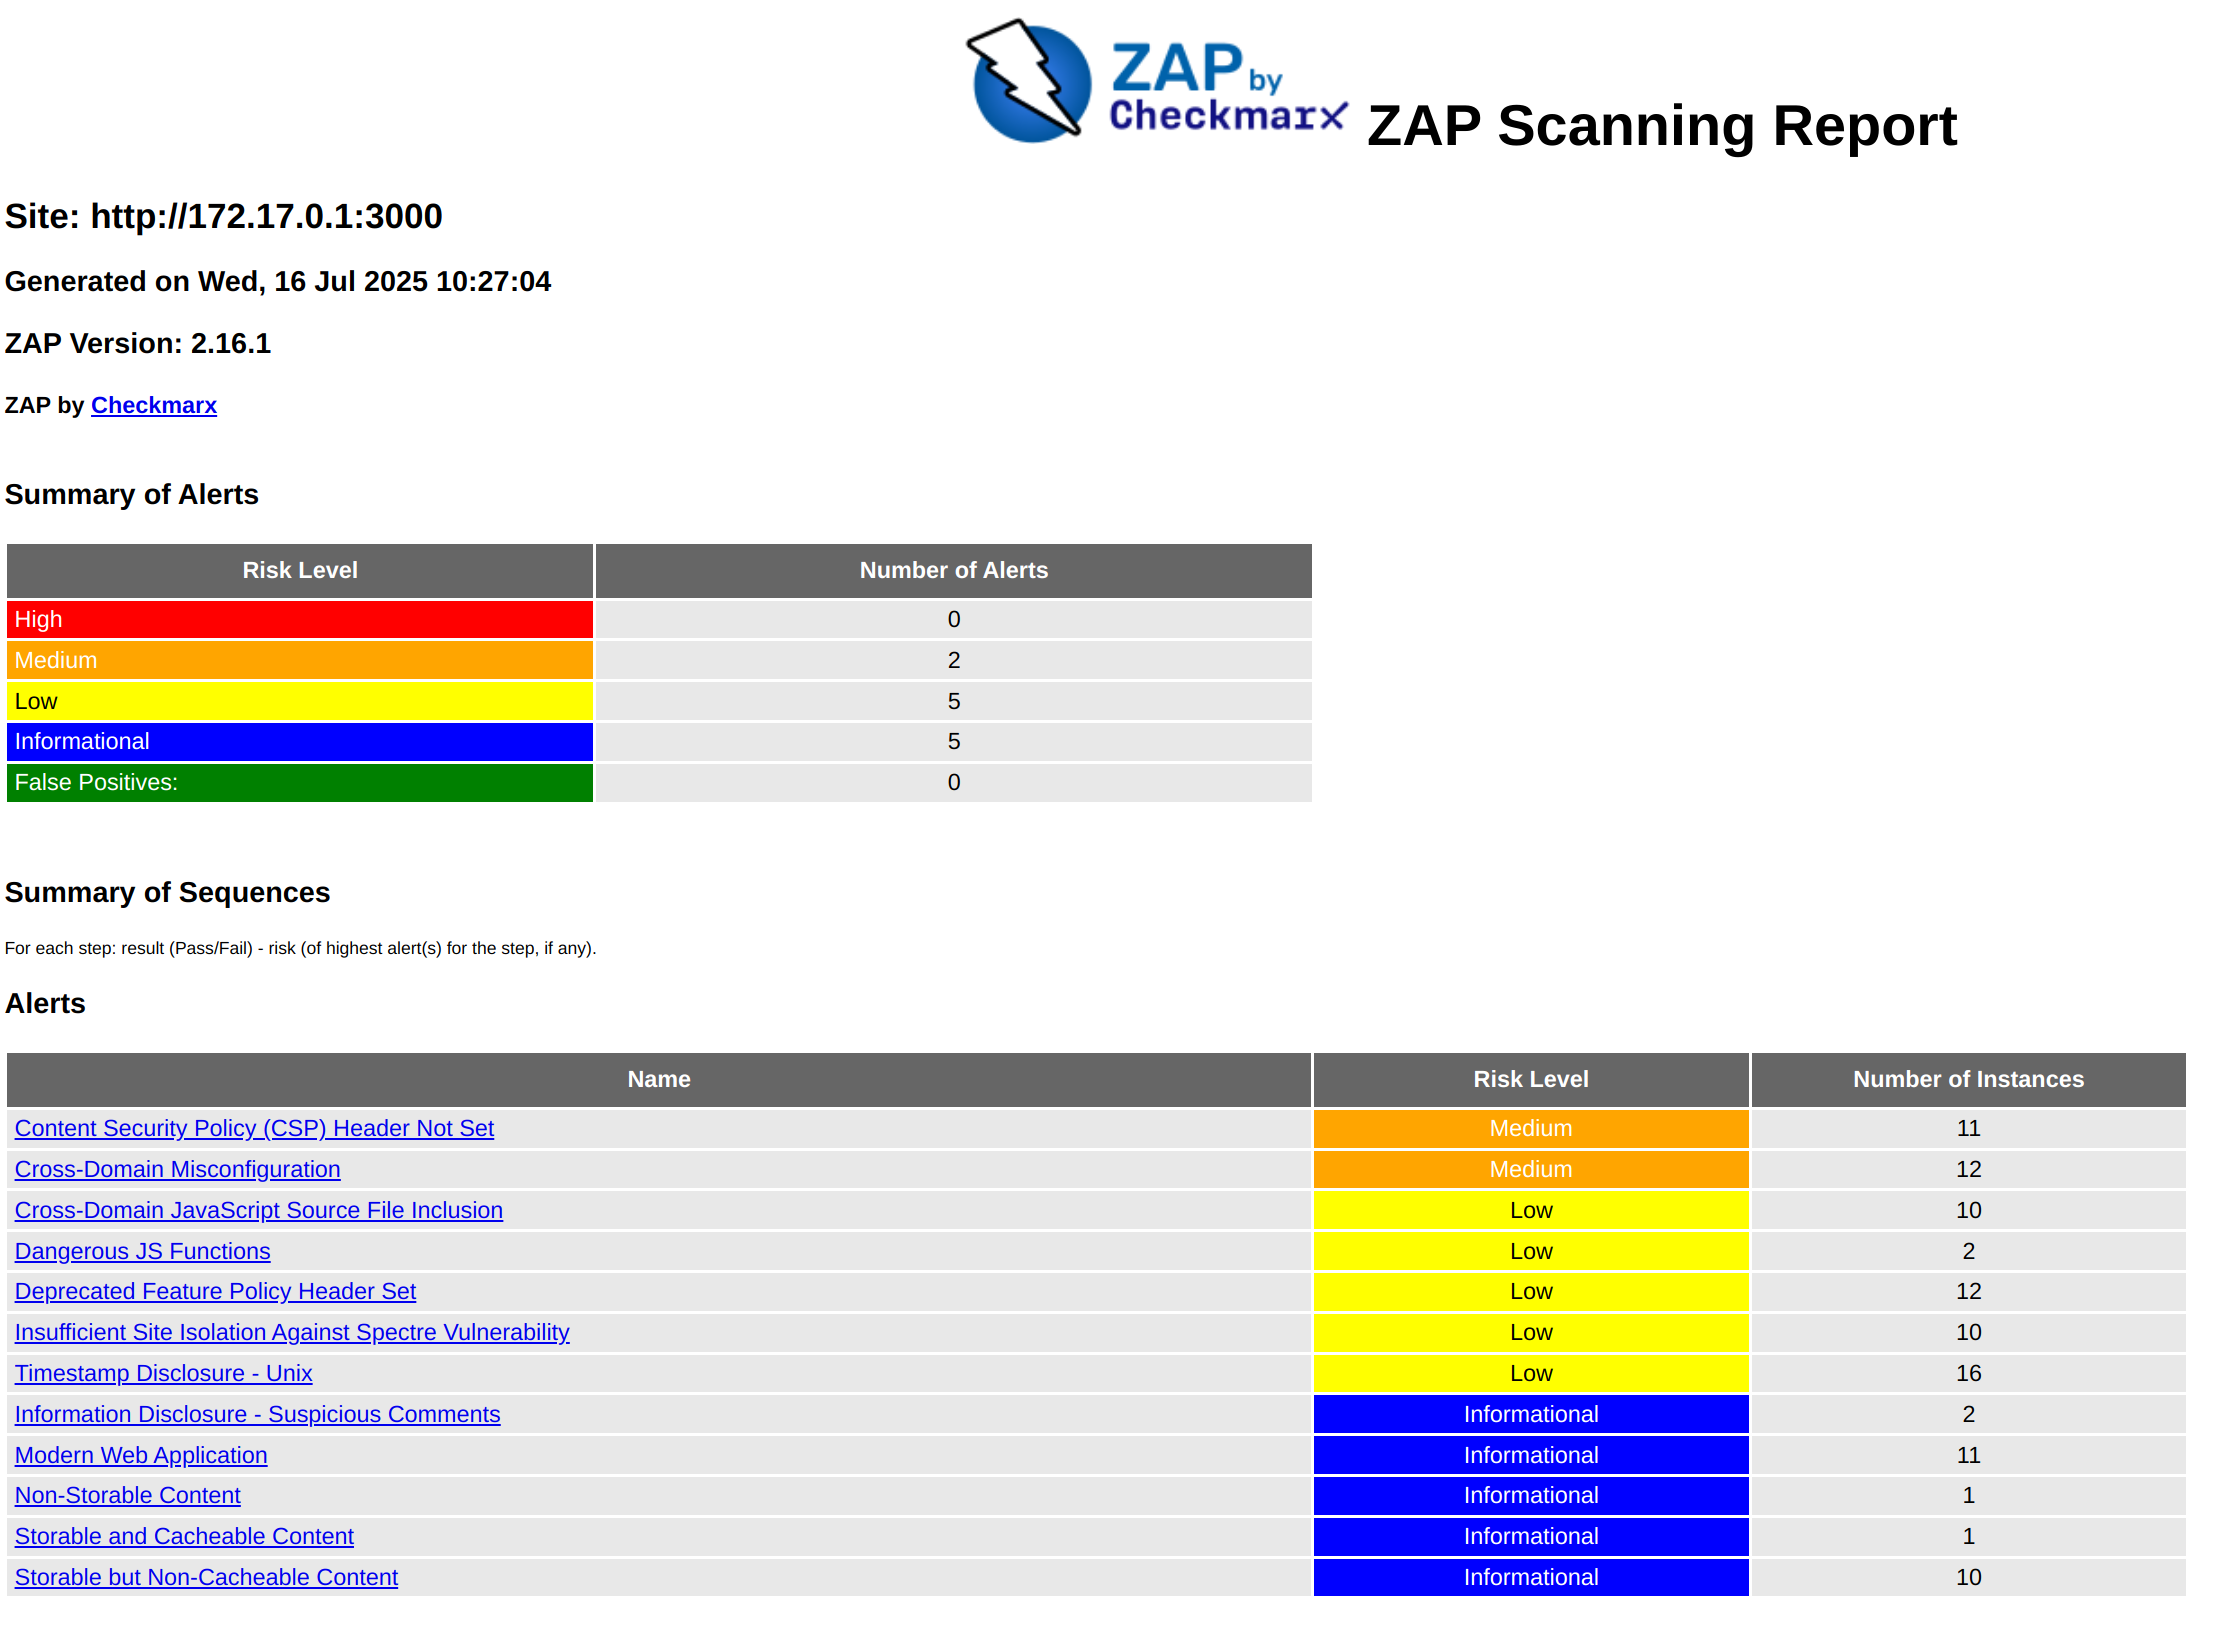 ZAP by
Checkmarx ZAP Scanning Report
Site: http://172.17.0.1:3000
Generated on Wed, 16 Jul 2025 10:27:04
ZAP Version: 2.16.1
ZAP by Checkmarx
Summary of Alerts
Risk Level Number of Alerts
High 0
Medium 2
Low 5
Informational 5
False Positives: 0
Summary of Sequences
For each step: result (Pass/Fail) - risk (of highest alert(s) for the step, if any).
Alerts
Name Risk Level Number of Instances
Content Security Policy (CSP) Header Not Set Medium 11
Cross-Domain Misconfiguration Medium 12
Cross-Domain JavaScript Source File Inclusion Low 10
Dangerous JS Functions Low 2
Deprecated Feature Policy Header Set Low 12
Insufficient Site Isolation Against Spectre Vulnerability Low 10
Timestamp Disclosure - Unix Low 16
Information Disclosure - Suspicious Comments Informational 2
Modern Web Application Informational 11
Non-Storable Content Informational 1
Storable and Cacheable Content Informational 1
Storable but Non-Cacheable Content Informational 10